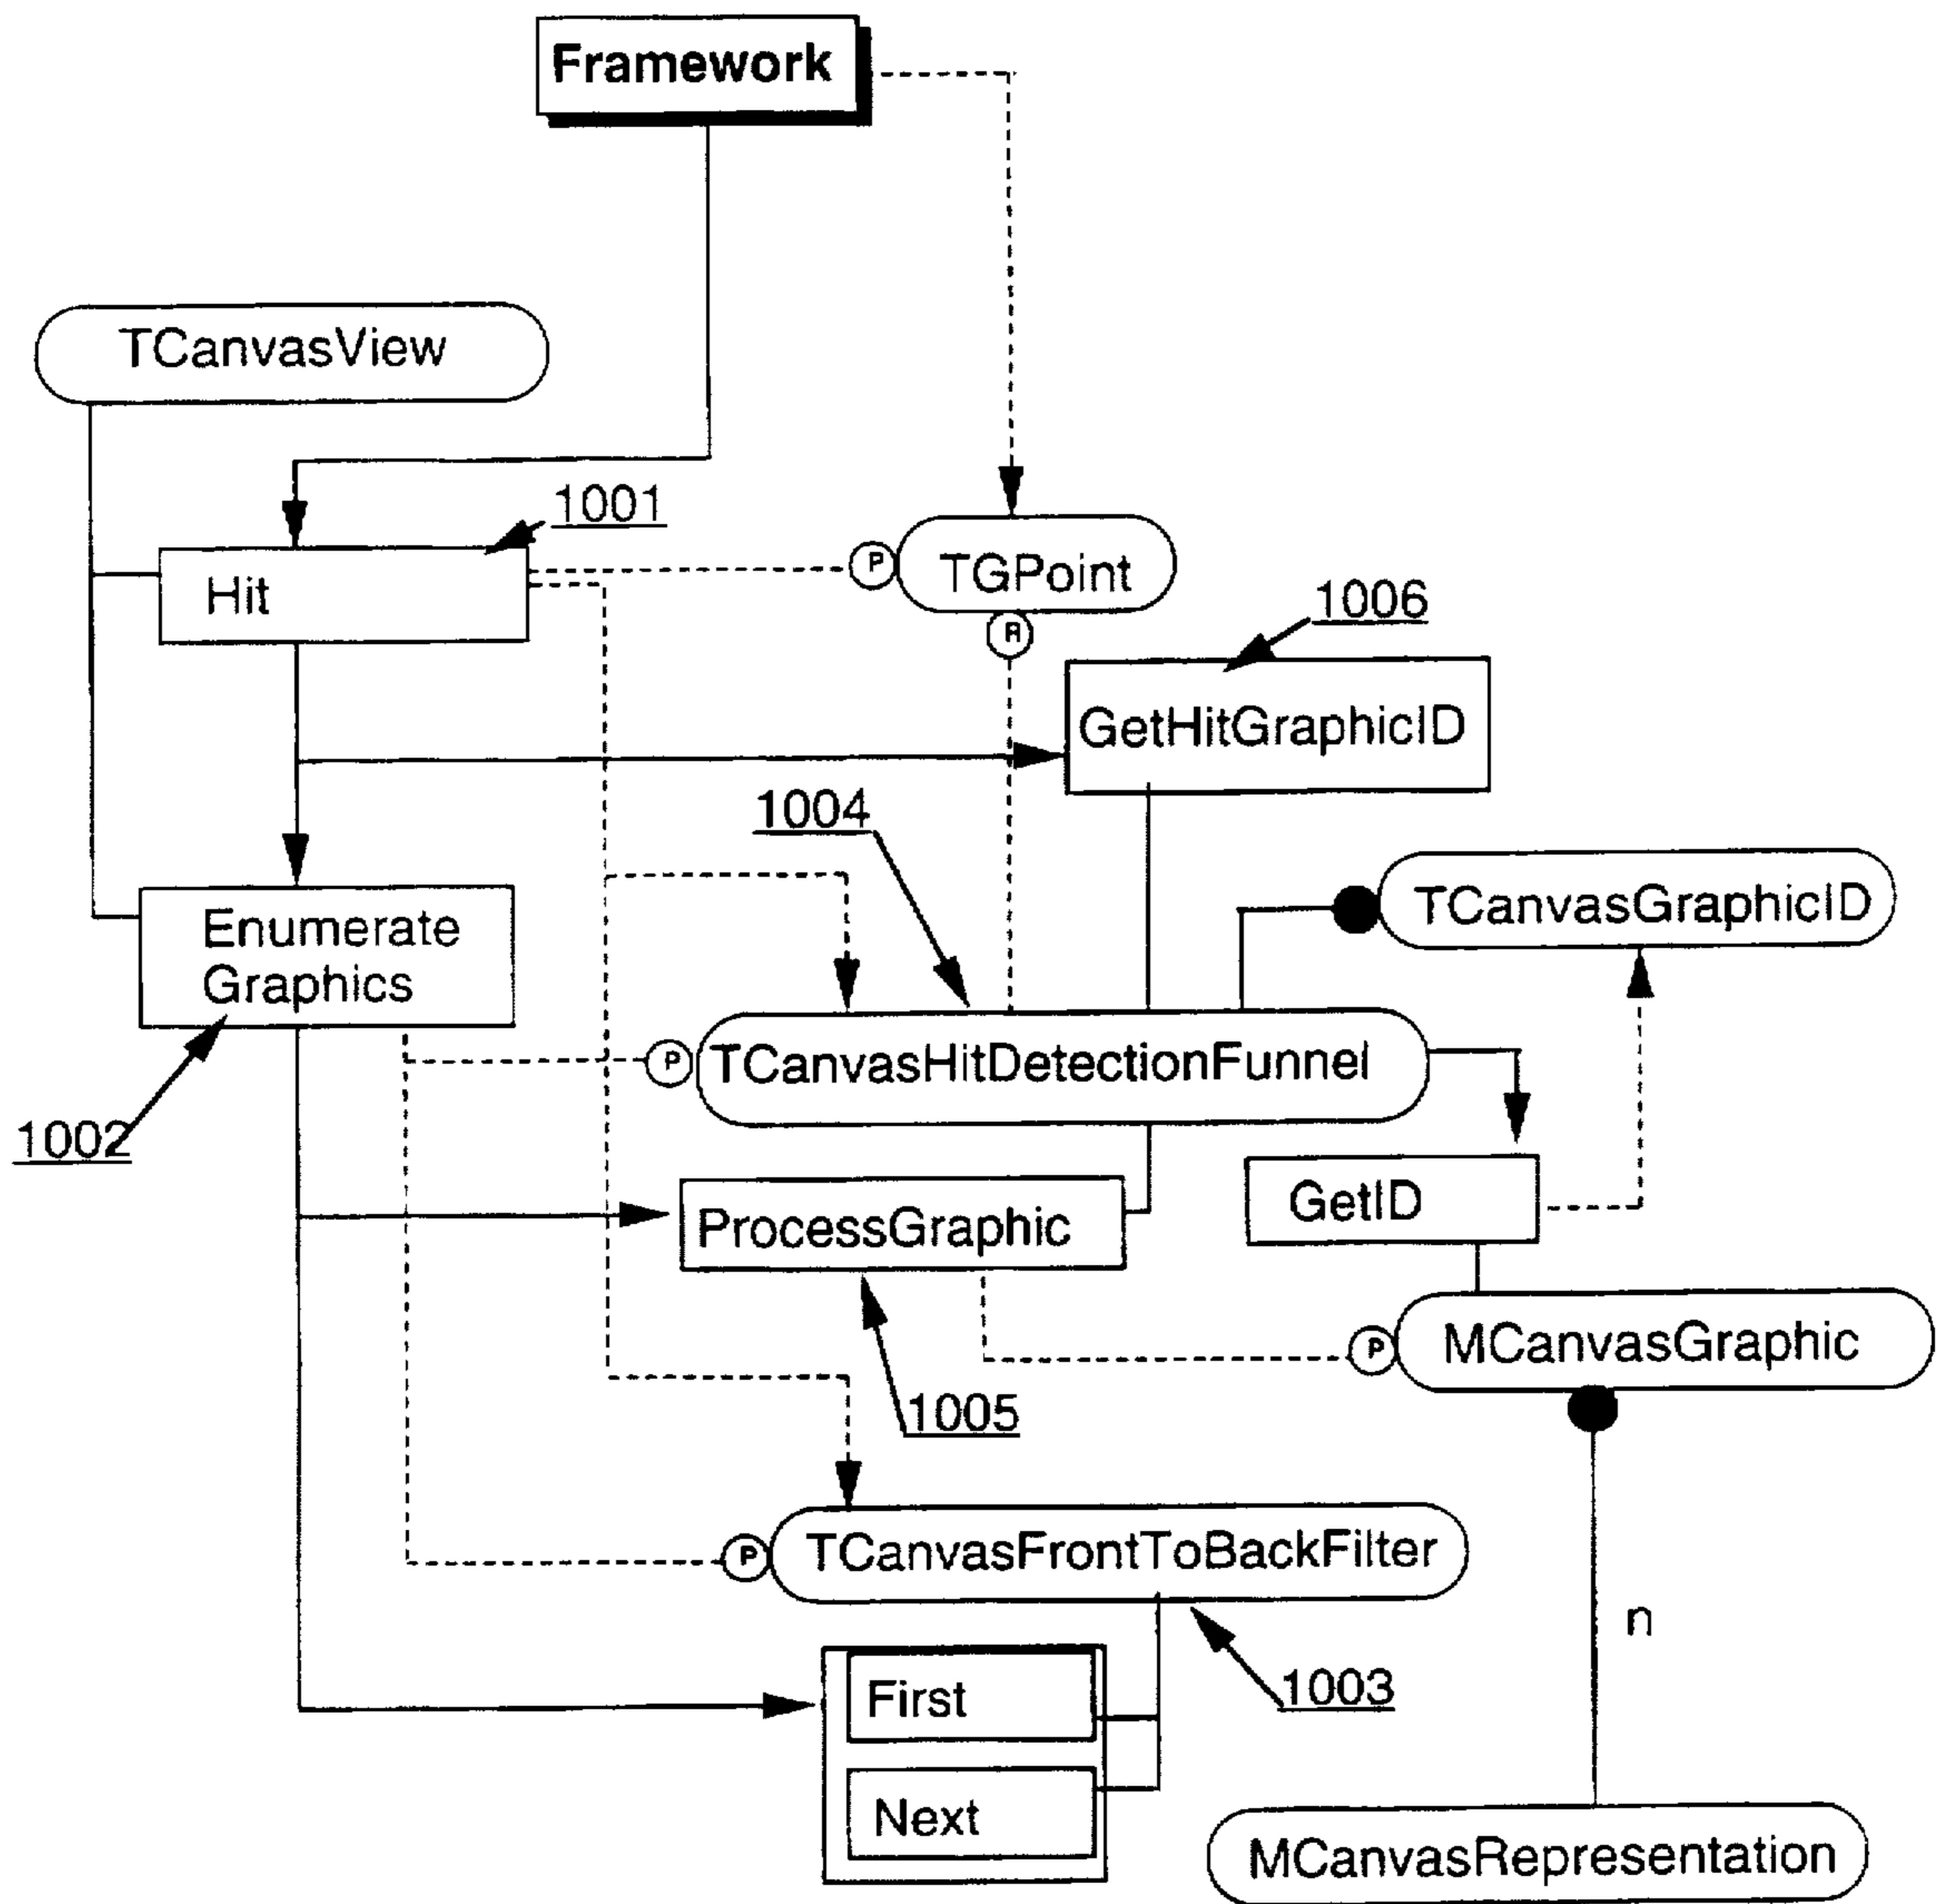 Framework
TCanvasView
1001
P
TGPoint
Hit
R
1006
GetHitGraphicID
1004
TCanvasGraphicID
Enumerate
Graphics
P
TCanvasHitDetectionFunnel
1002
GetID
ProcessGraphic
P
MCanvasGraphic
1005
P
TCanvasFrontToBackFilter
n
1003
First
Next
MCanvasRepresentation